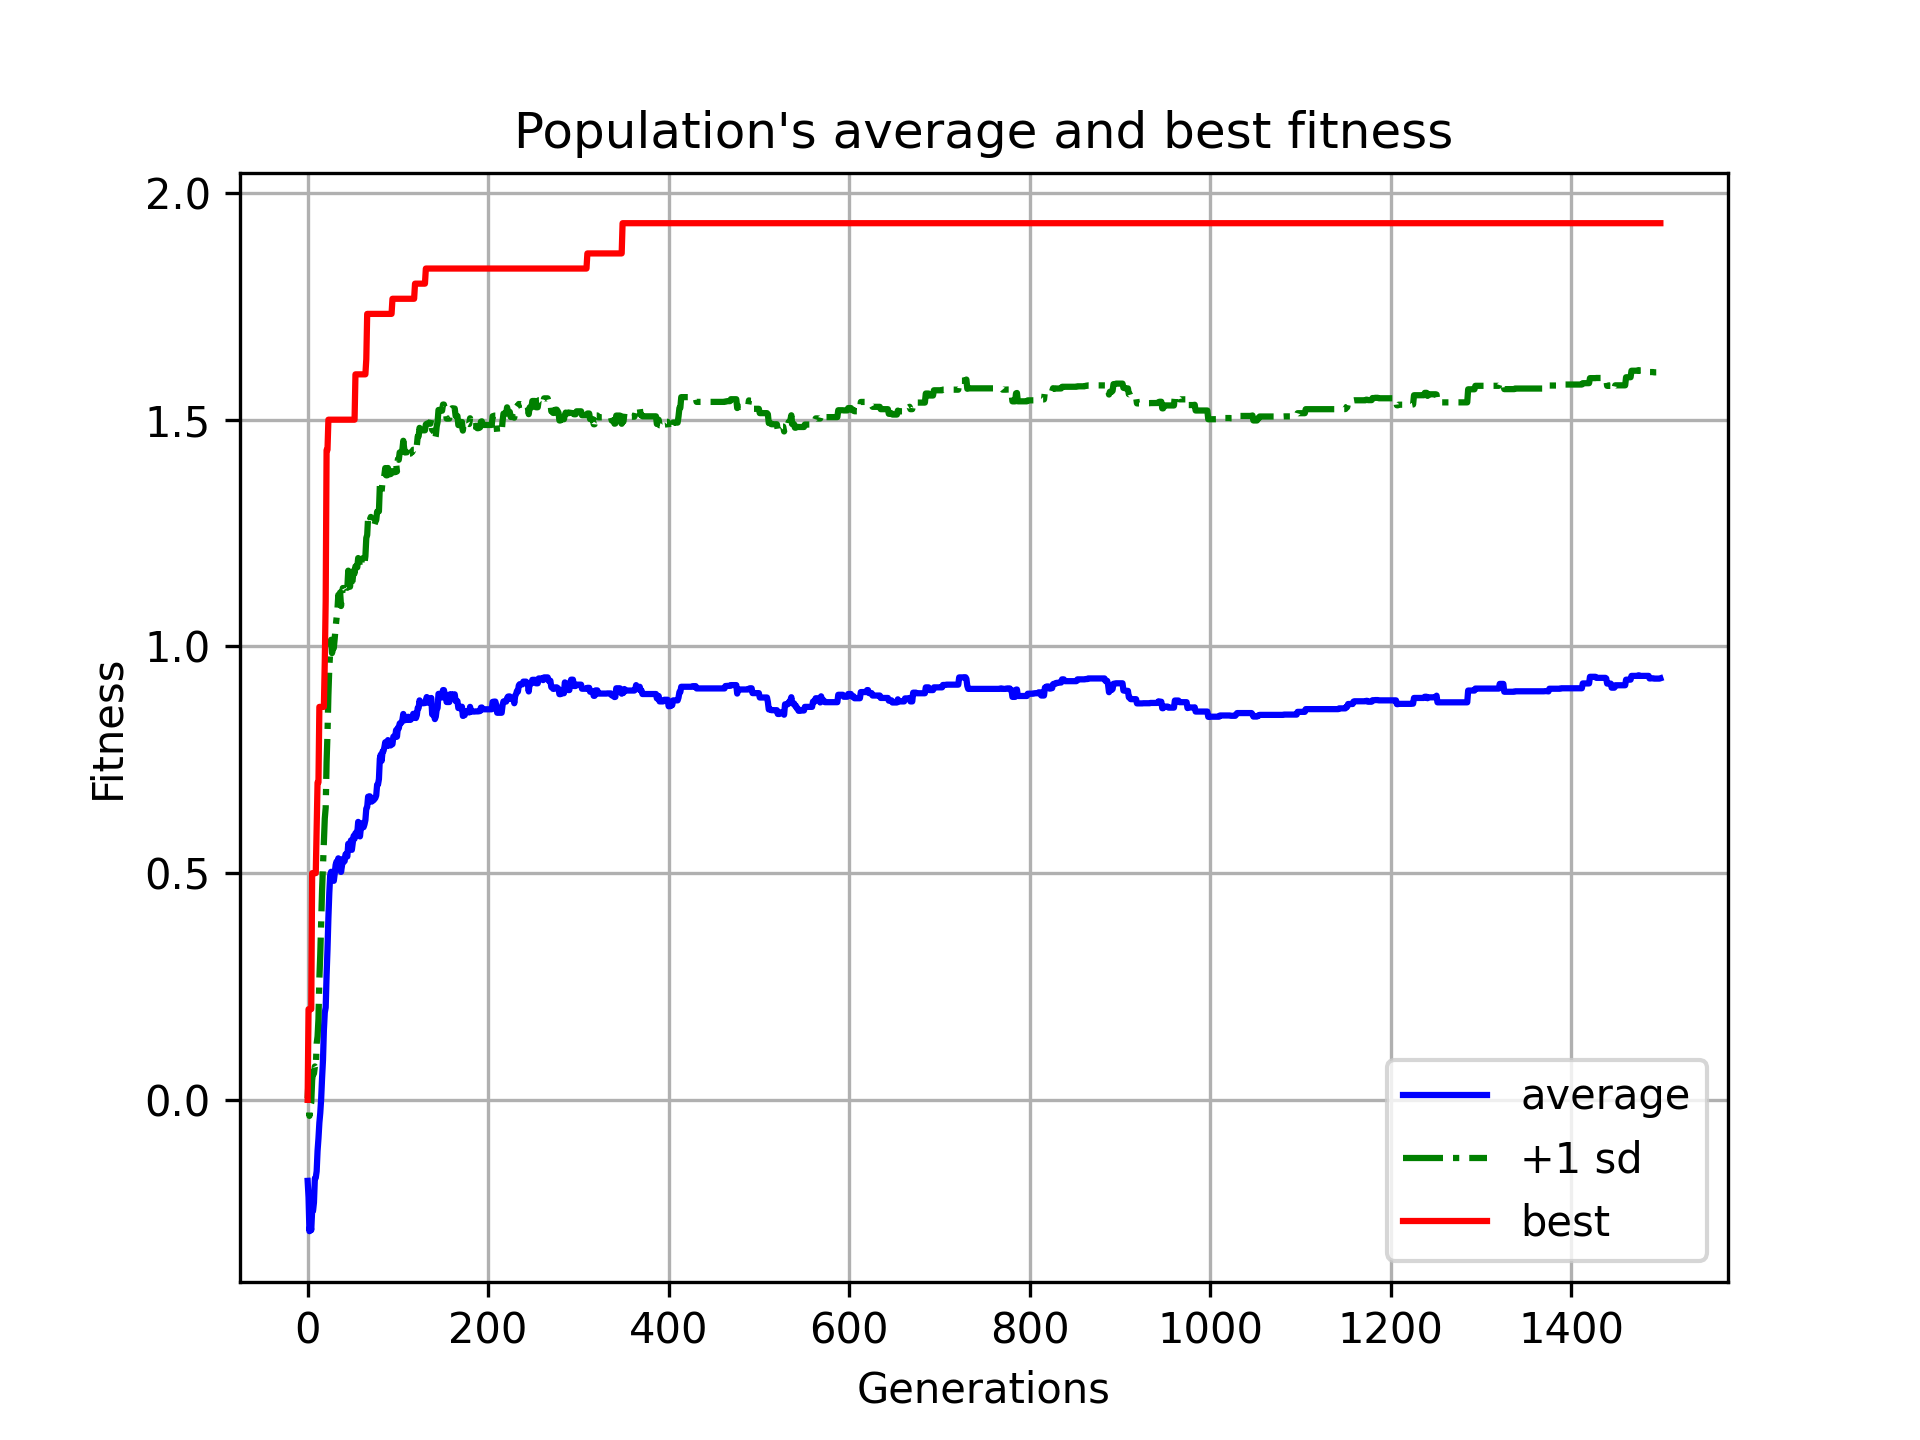 Population's average and best fitness
2.0
1.5
1.0
0.5
0.0
Fitness
average
+1 sd
best
0 200 400 600 800 1000 1200 1400
Generations